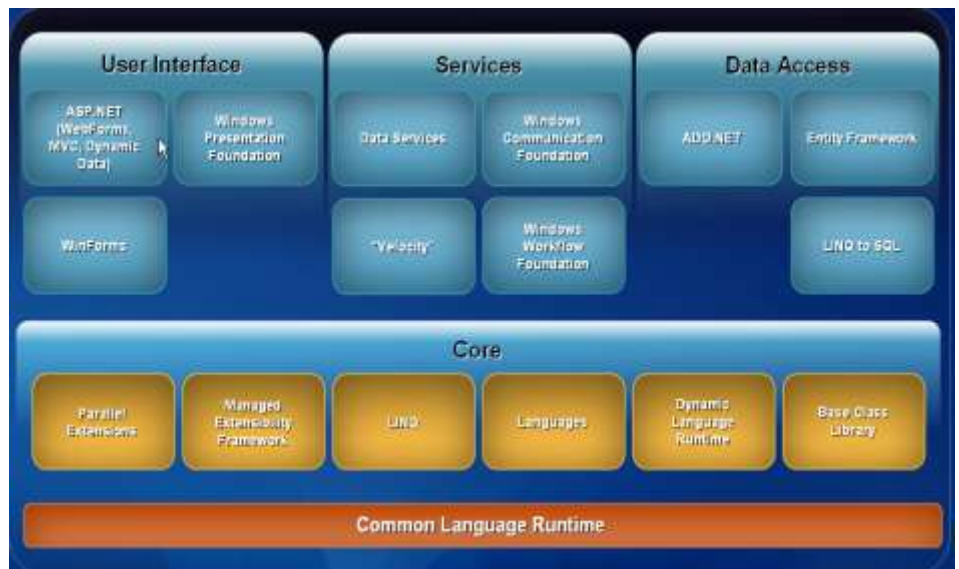 User Interface
Services
Data Access
ASP.NET
(WebForms,
MVC, Dynamic
Data)
Windows
Presentation
Foundation
Data Services
Windows
Communication
Foundation
ADO.NET
Entity Framework
WinForms
"Velocity"
Windows
Workflow
Foundation
LINQ to SQL
Core
Parallel
Extensions
Managed
Extensibility
Framework
LINQ
Languages
Dynamic
Language
Runtime
Base Class
Library
Common Language Runtime